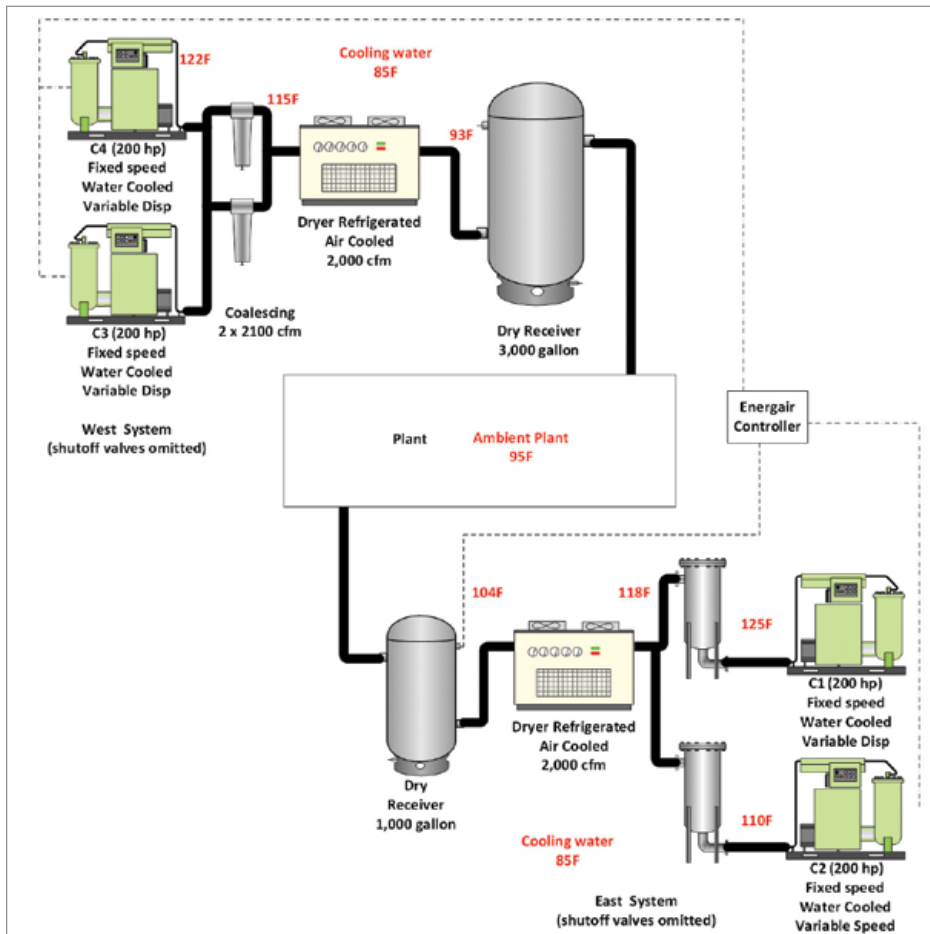 122F
Cooling water
85F
115F
93F
C4 (200 hp)
Fixed speed
Water Cooled
Variable Disp
Dryer Refrigerated
Air Cooled
2,000 cfm
Coalescing
2 x 2100 cfm
C3 (200 hp)
Fixed speed
Water Cooled
Variable Disp
Dry Receiver
3,000 gallon
West System
(shutoff valves omitted)
Plant
Ambient Plant
95F
Energair
Controller
104F
118F
125F
C1 (200 hp)
Fixed speed
Water Cooled
Variable Disp
Dryer Refrigerated
Air Cooled
2,000 cfm
Dry
Receiver
1,000 gallon
110F
Cooling water
85F
C2 (200 hp)
Fixed speed
Water Cooled
Variable Speed
East System
(shutoff valves omitted)